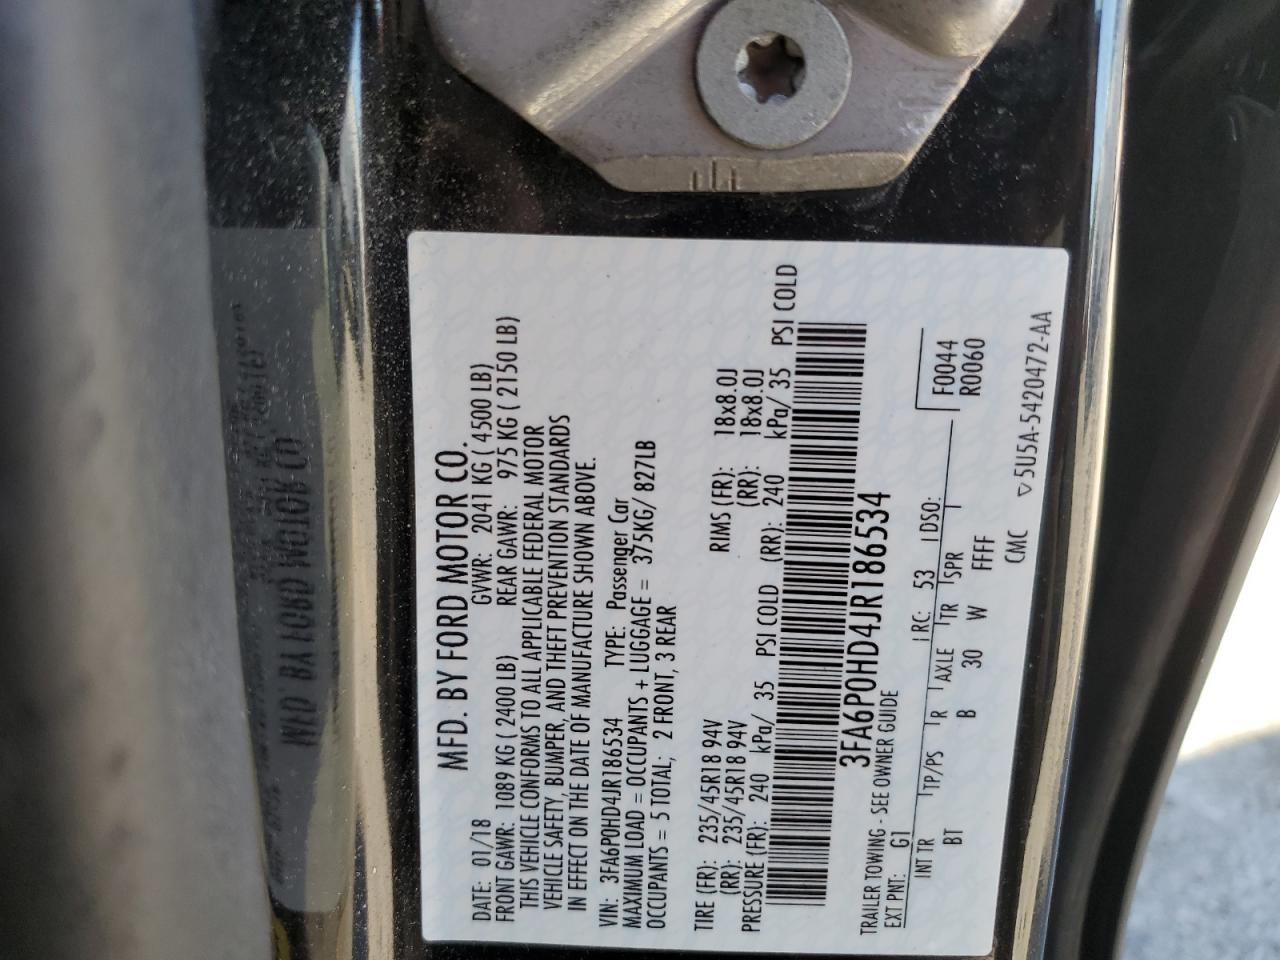 MFD. BY FORD MOTOR CO.
DATE: 01/18 GVWR: 2041 KG ( 4500 LB)
FRONT GAWR: 1089 KG ( 2400 LB) REAR GAWR: 975 KG ( 2150 LB)
THIS VEHICLE CONFORMS TO ALL APPLICABLE FEDERAL MOTOR
VEHICLE SAFETY, BUMPER, AND THEFT PREVENTION STANDARDS
IN EFFECT ON THE DATE OF MANUFACTURE SHOWN ABOVE.
VIN: 3FA6P0HD4JR186534 TYPE: Passenger Car
MAXIMUM LOAD = OCCUPANTS + LUGGAGE = 375KG/ 827LB
OCCUPANTS = 5 TOTAL; 2 FRONT, 3 REAR
TIRE (FR): 235/45R18 94V RIMS (FR): 18x8.0J
(RR): 235/45R18 94V (RR): 18x8.0J
PRESSURE (FR): 240 kPa/ 35 PSI COLD (RR): 240 kPa/ 35 PSI COLD
3FA6P0HD4JR186534
TRAILER TOWING - SEE OWNER GUIDE
EXT PNT: G1 RC: 53 DSO: F0044
R0060
INT TR TP/PS R AXLE TR SPR
BT B 30 W FFF
CMC ▽5U5A-5420472-AA